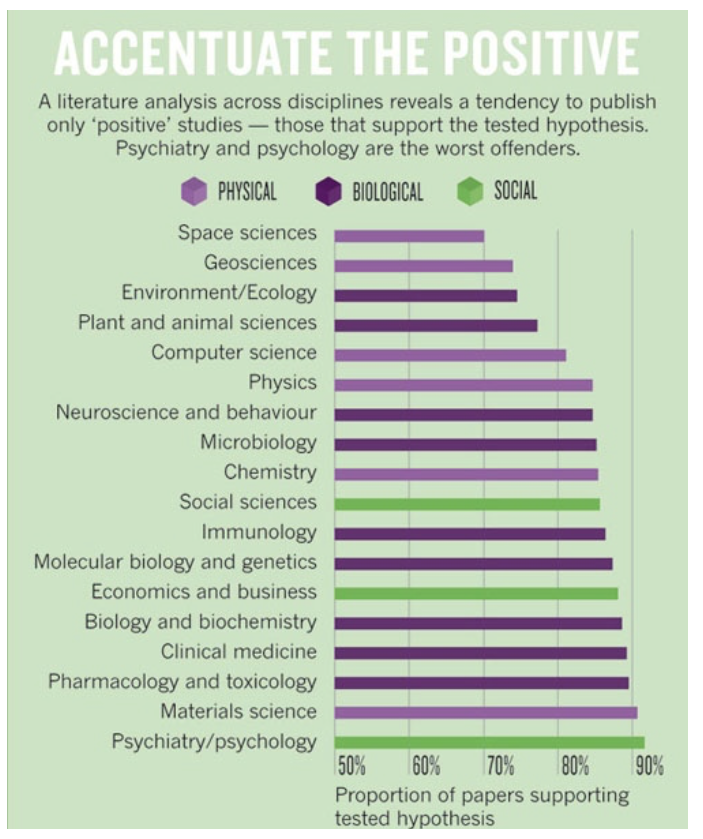 ACCENTUATE THE POSITIVE
A literature analysis across disciplines reveals a tendency to publish
only ‘positive’ studies — those that support the tested hypothesis.
Psychiatry and psychology are the worst offenders.
PHYSICAL BIOLOGICAL SOCIAL
Space sciences
Geosciences
Environment/Ecology
Plant and animal sciences
Computer science
Physics
Neuroscience and behaviour
Microbiology
Chemistry
Social sciences
Immunology
Molecular biology and genetics
Economics and business
Biology and biochemistry
Clinical medicine
Pharmacology and toxicology
Materials science
Psychiatry/psychology
50% 60% 70% 80% 90%
Proportion of papers supporting
tested hypothesis